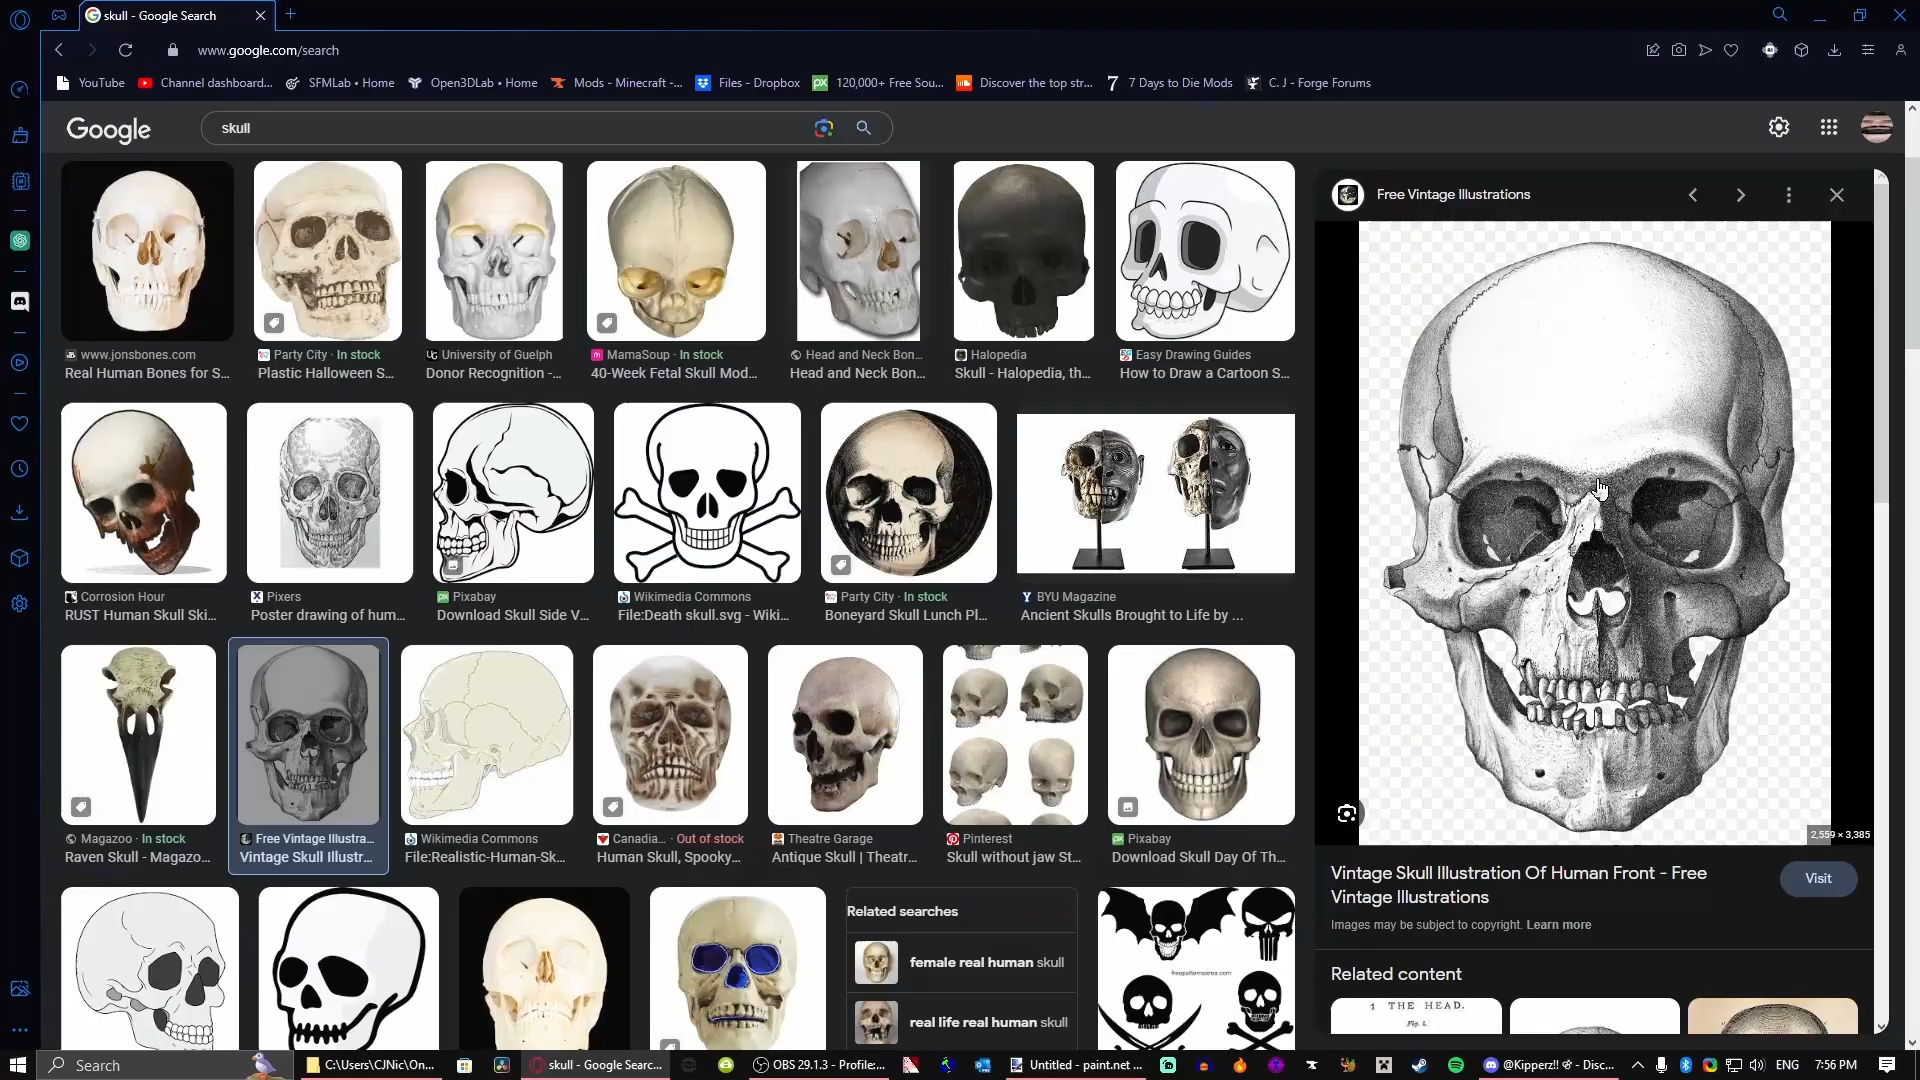 skull - Google Search
www.google.com/search
YouTube
Channel dashboard...
SFMLab • Home
Open3DLab • Home
Mods - Minecraft -...
Files - Dropbox
120,000+ Free Sou...
Discover the top str...
7 Days to Die Mods
C. J - Forge Forums
Google
skull
Free Vintage Illustrations
www.jonsbones.com
Real Human Bones for S...
Party City · In stock
Plastic Halloween S...
University of Guelph
Donor Recognition -...
MamaSoup · In stock
40-Week Fetal Skull Mod...
Head and Neck Bon...
Head and Neck Bon...
Halopedia
Skull - Halopedia, th...
Easy Drawing Guides
How to Draw a Cartoon S...
Corrosion Hour
RUST Human Skull Ski...
Pixers
Poster drawing of hum...
Pixabay
Download Skull Side V...
Wikimedia Commons
File:Death skull.svg - Wiki...
Party City · In stock
Boneyard Skull Lunch Pl...
BYU Magazine
Ancient Skulls Brought to Life by ...
Magazoo · In stock
Raven Skull - Magazo...
Free Vintage Illustra...
Vintage Skull Illustr...
Wikimedia Commons
File:Realistic-Human-Sk...
Canadia... · Out of stock
Human Skull, Spooky...
Theatre Garage
Antique Skull | Theatr...
Pinterest
Skull without jaw St...
Pixabay
Download Skull Day Of Th...
2,559 × 3,385
Vintage Skull Illustration Of Human Front - Free
Vintage Illustrations
Visit
Images may be subject to copyright. Learn more
Related content
1 THE HEAD.
Fig. 1.
Related searches
female real human skull
real life real human skull
freepatternsarea.com
Search
C:\Users\CJNic\On...
skull - Google Searc...
OBS 29.1.3 - Profile:...
Untitled - paint.net ...
@Kipperz!! - Disc...
ENG
7:56 PM